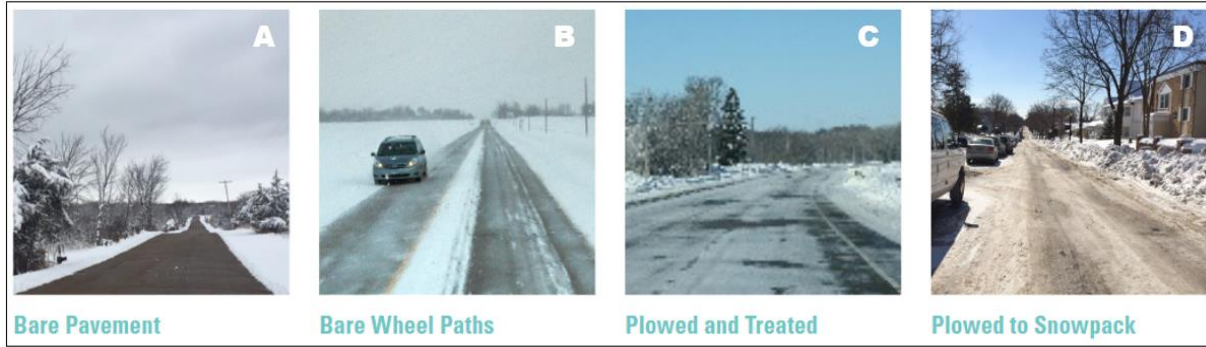 A
B
C
D
Bare Pavement
Bare Wheel Paths
Plowed and Treated
Plowed to Snowpack